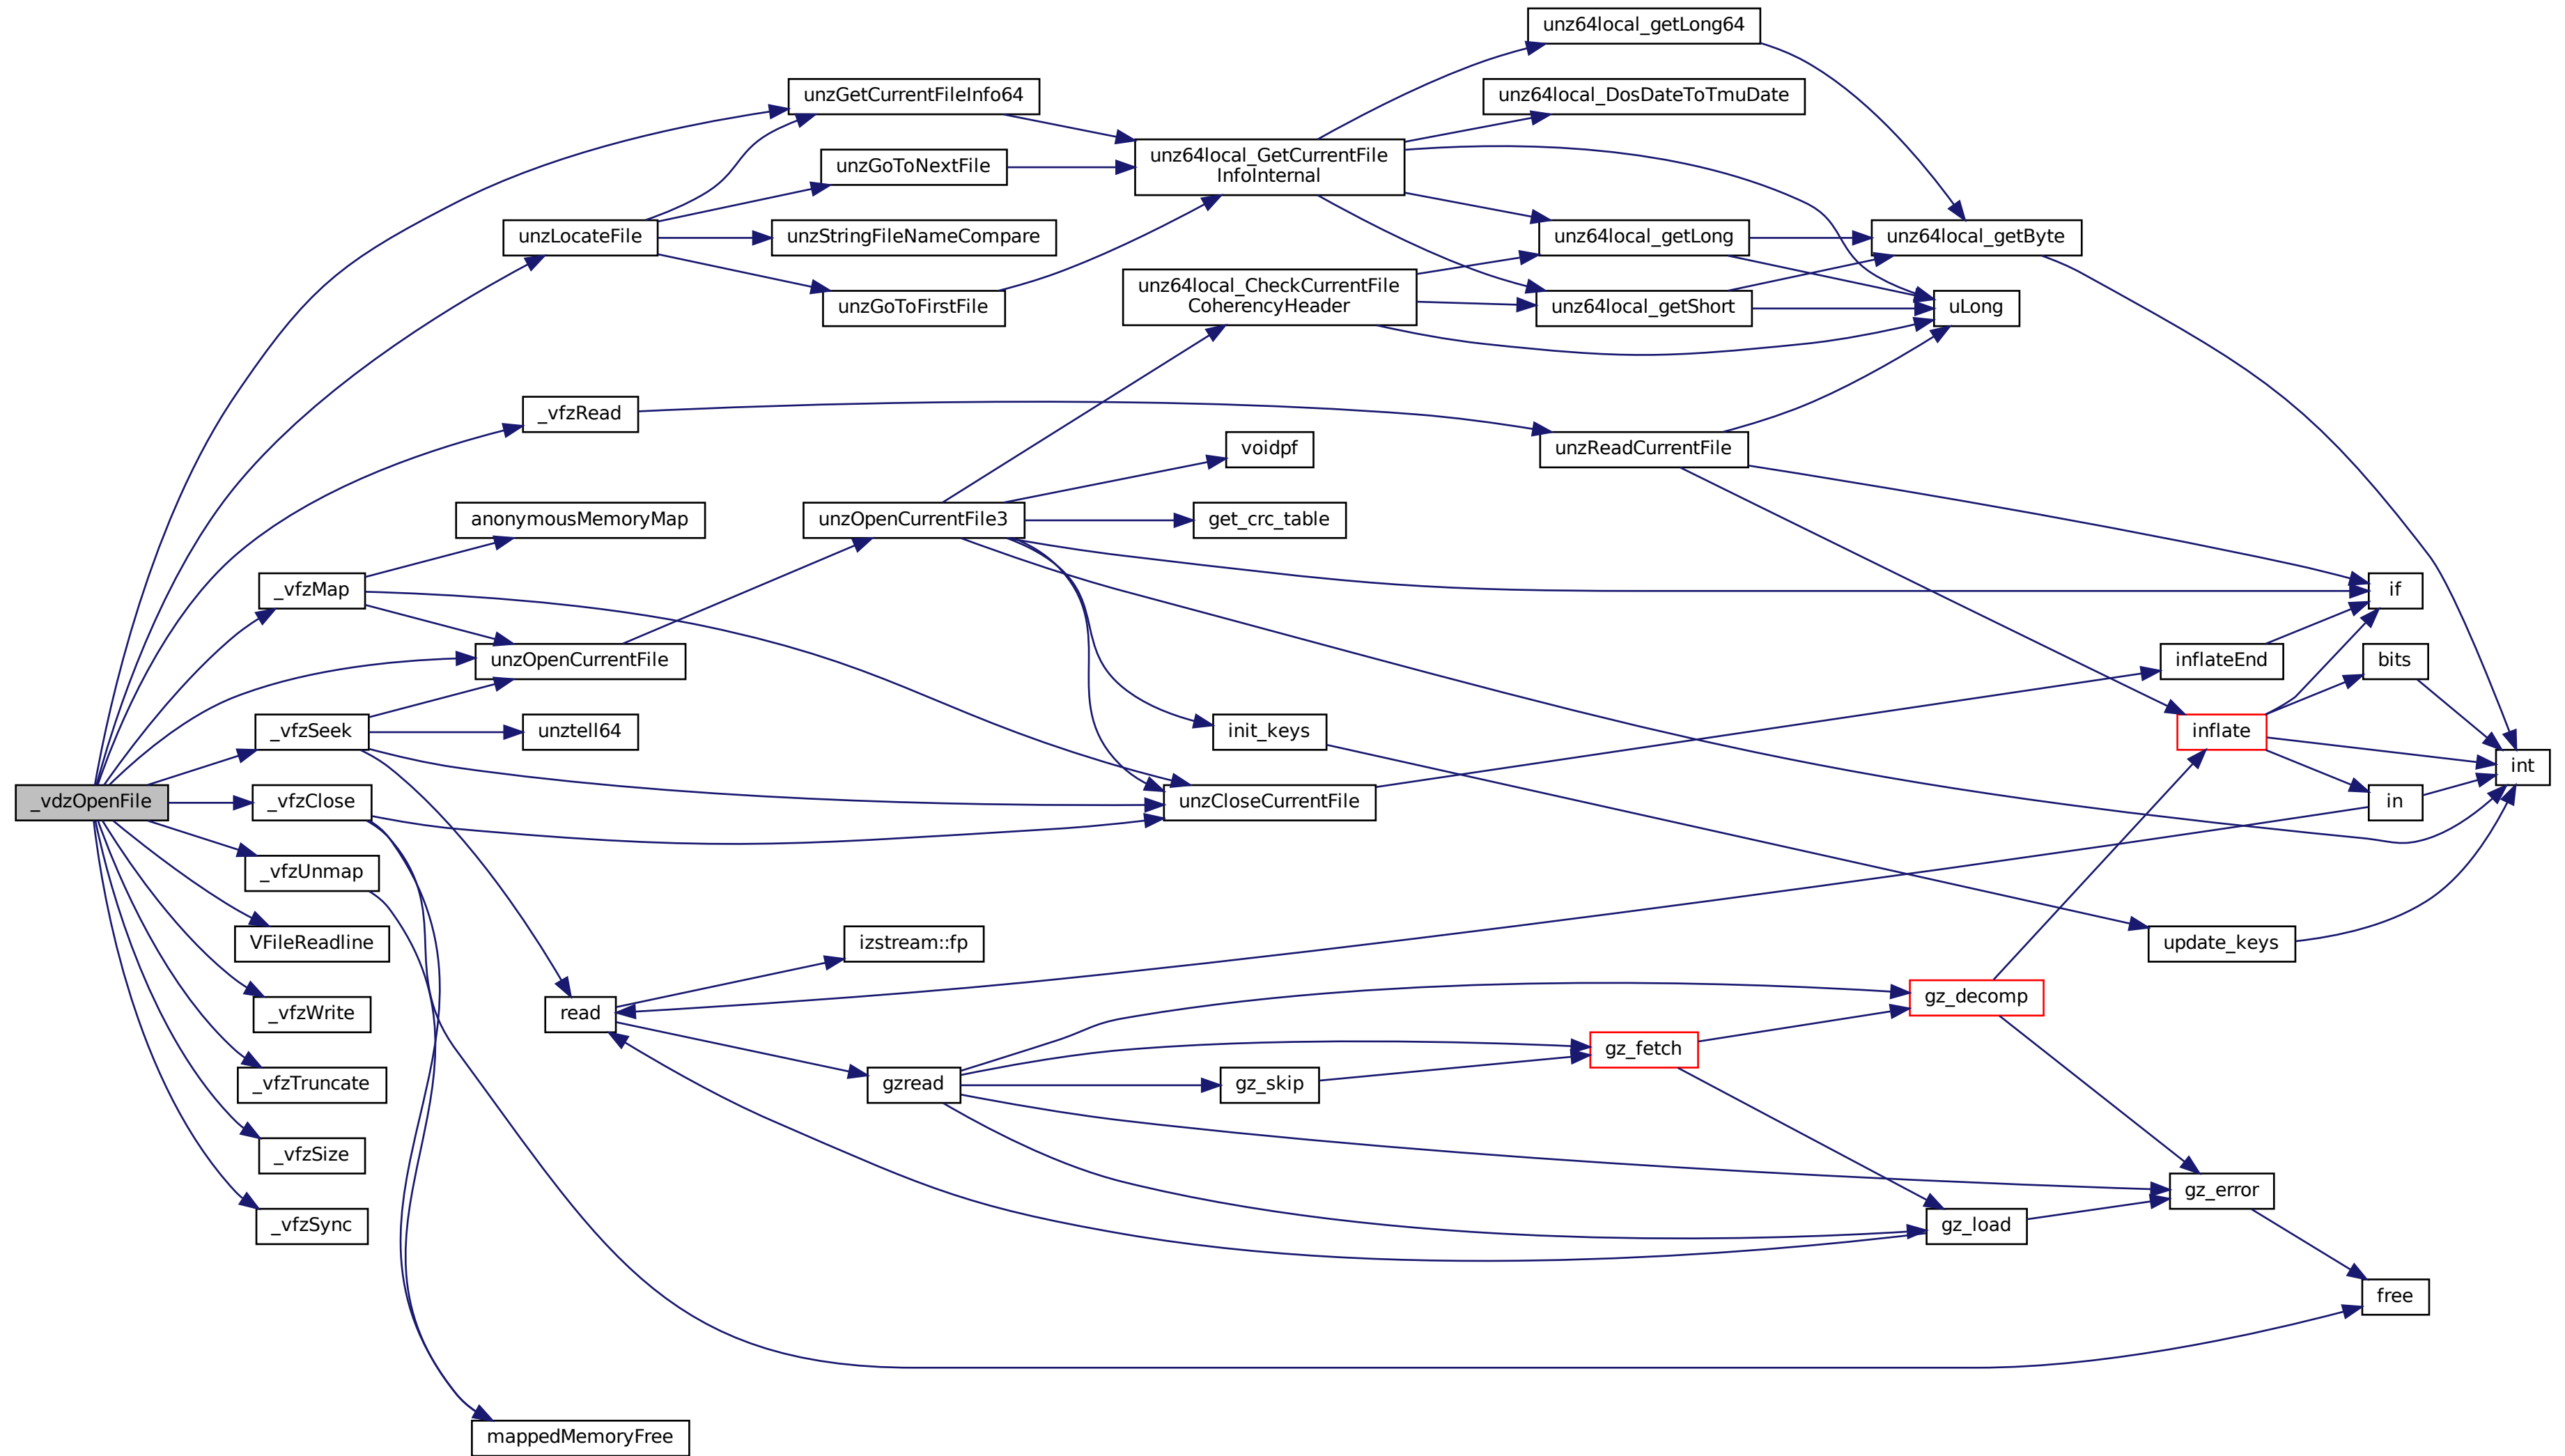 unz64local_getLong64
unzGetCurrentFileInfo64
unz64local_DosDateToTmuDate
unz64local_GetCurrentFile
InfoInternal
unzGoToNextFile
unzLocateFile
unzStringFileNameCompare
unz64local_getLong
unz64local_getByte
unz64local_CheckCurrentFile
CoherencyHeader
unzGoToFirstFile
unz64local_getShort
uLong
_vfzRead
voidpf
unzReadCurrentFile
anonymousMemoryMap
unzOpenCurrentFile3
get_crc_table
_vfzMap
if
unzOpenCurrentFile
inflateEnd
bits
_vfzSeek
unztell64
init_keys
inflate
int
_vdzOpenFile
_vfzClose
unzCloseCurrentFile
in
_vfzUnmap
VFileReadline
izstream::fp
update_keys
_vfzWrite
read
gz_decomp
gz_fetch
_vfzTruncate
gzread
gz_skip
_vfzSize
gz_error
_vfzSync
gz_load
free
mappedMemoryFree